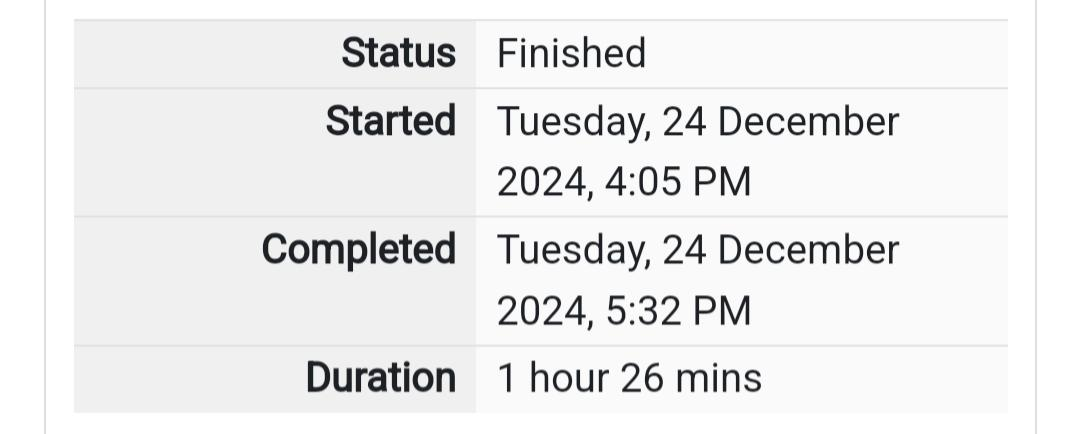 Status Finished
Started Tuesday, 24 December
2024, 4:05 PM
Completed Tuesday, 24 December
2024, 5:32 PM
Duration 1 hour 26 mins